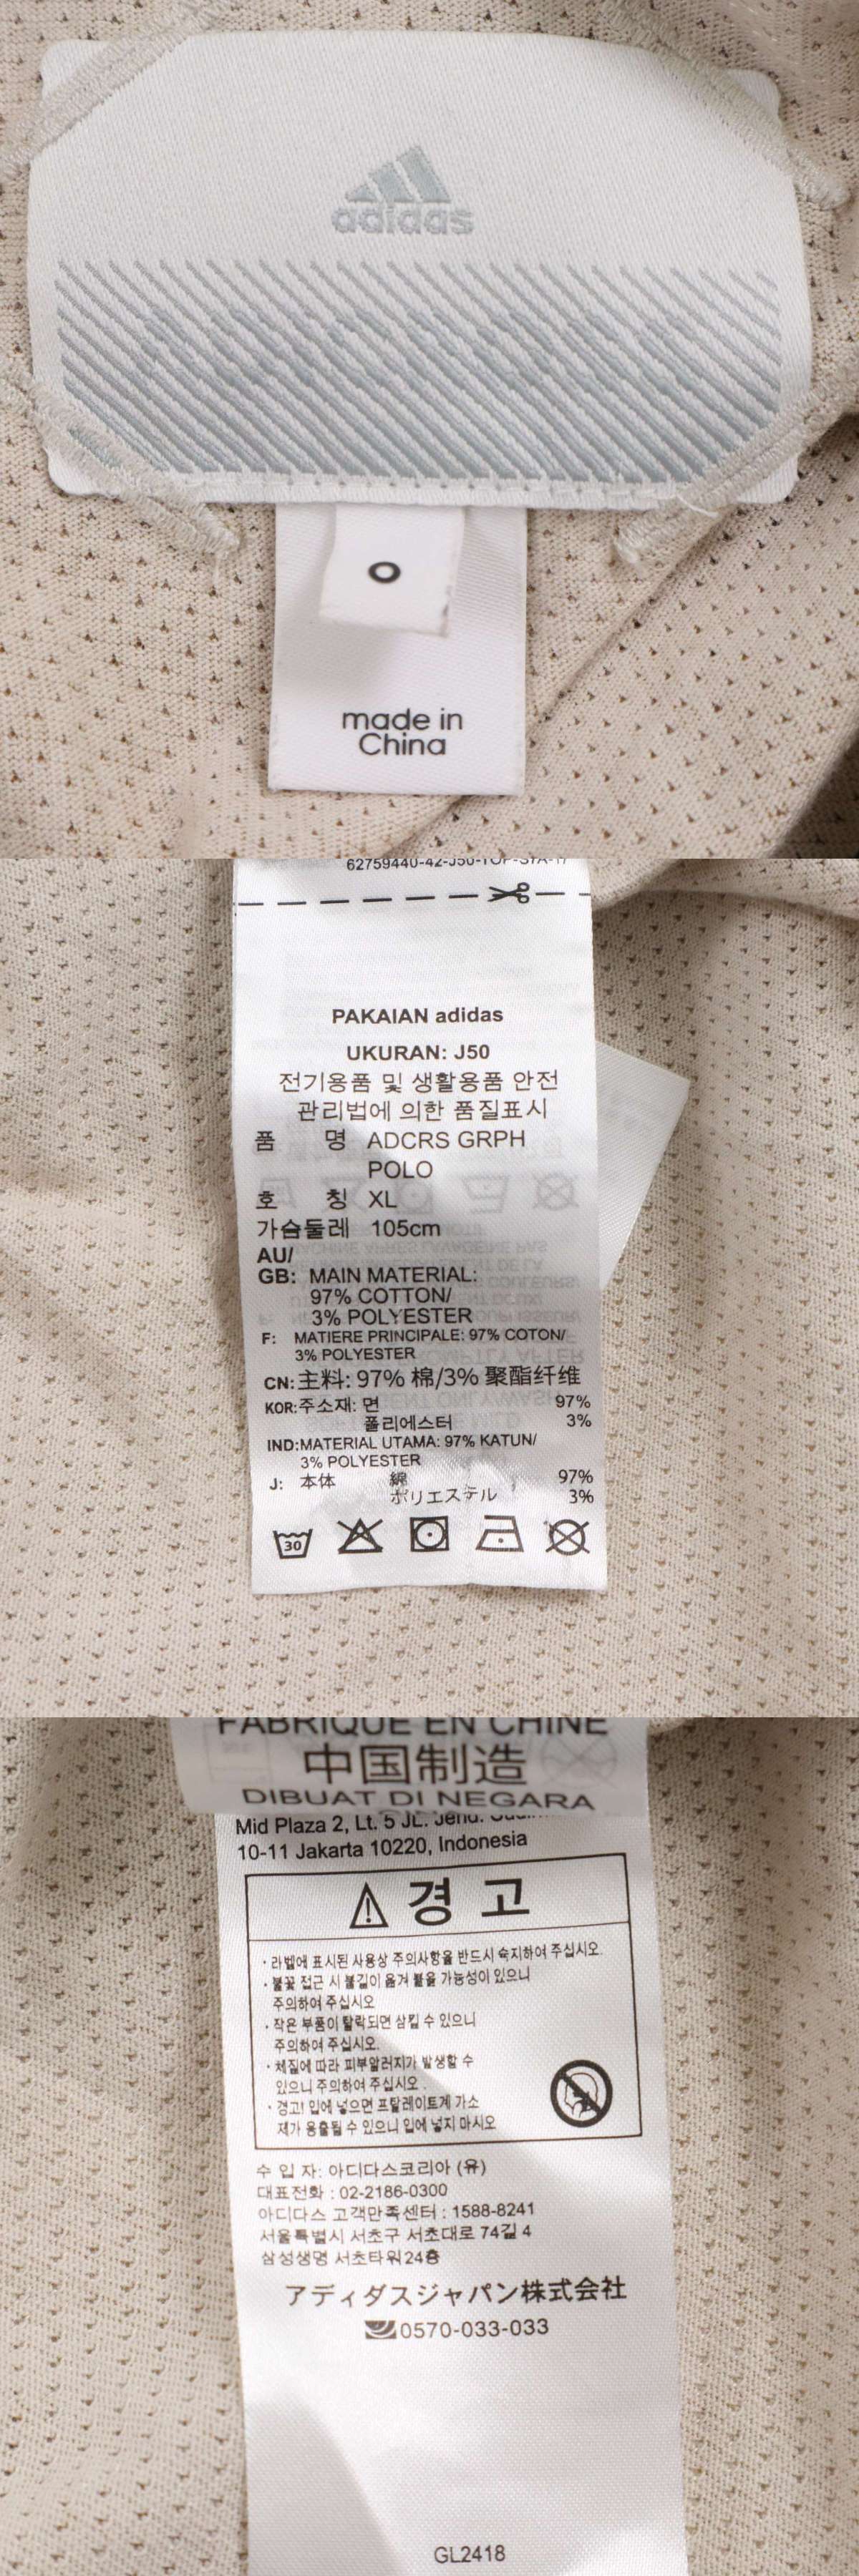 adidas
O
made in
China
PAKAIAN adidas
UKURAN: J50
전기용품 및 생활용품 안전
관리법에 의한 품질표시
품 명 ADCRS GRPH
POLO
호 칭 XL
가슴둘레 105cm
AU/
GB: MAIN MATERIAL:
97% COTTON/
3% POLYESTER
F: MATIERE PRINCIPALE: 97% COTON/
3% POLYESTER
CN:主料: 97% 棉/3% 聚酯纤维
KOR:주소재: 면 97%
폴리에스터 3%
IND:MATERIAL UTAMA: 97% KATUN/
3% POLYESTER
J: 本体 綿 97%
ポリエステル 3%
30
FABRIQUE EN CHINE
中国制造
DIBUAT DI NEGARA
Mid Plaza 2, Lt. 5 JL. Jend.
10-11 Jakarta 10220, Indonesia
경 고
· 라벨에 표시된 사용상 주의사항을 반드시 숙지하여 주십시오.
· 불꽃 접근 시 불길이 옮겨 붙을 가능성이 있으니
주의하여 주십시오
· 작은 부품이 탈락되면 삼킬 수 있으니
주의하여 주십시오.
· 체질에 따라 피부알러지가 발생할 수
있으니 주의하여 주십시오.
· 경고! 입에 넣으면 프탈레이트계 가소
제가 용출될 수 있으니 입에 넣지 마시오
수 입 자: 아디다스코리아 (유)
대표전화 : 02-2186-0300
아디다스 고객만족센터 : 1588-8241
서울특별시 서초구 서초대로 74길 4
삼성생명 서초타워24층
アディダスジャパン株式会社
0570-033-033
GL2418